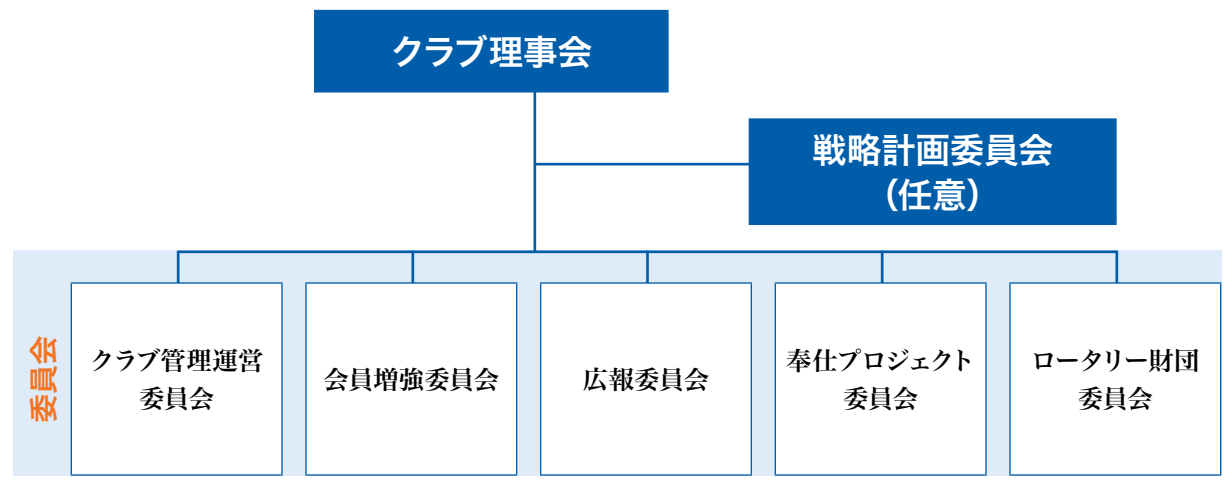 クラブ理事会
戦略計画委員会
（任意）
委員会
クラブ管理運営
委員会
会員増強委員会
広報委員会
奉仕プロジェクト
委員会
ロータリー財団
委員会